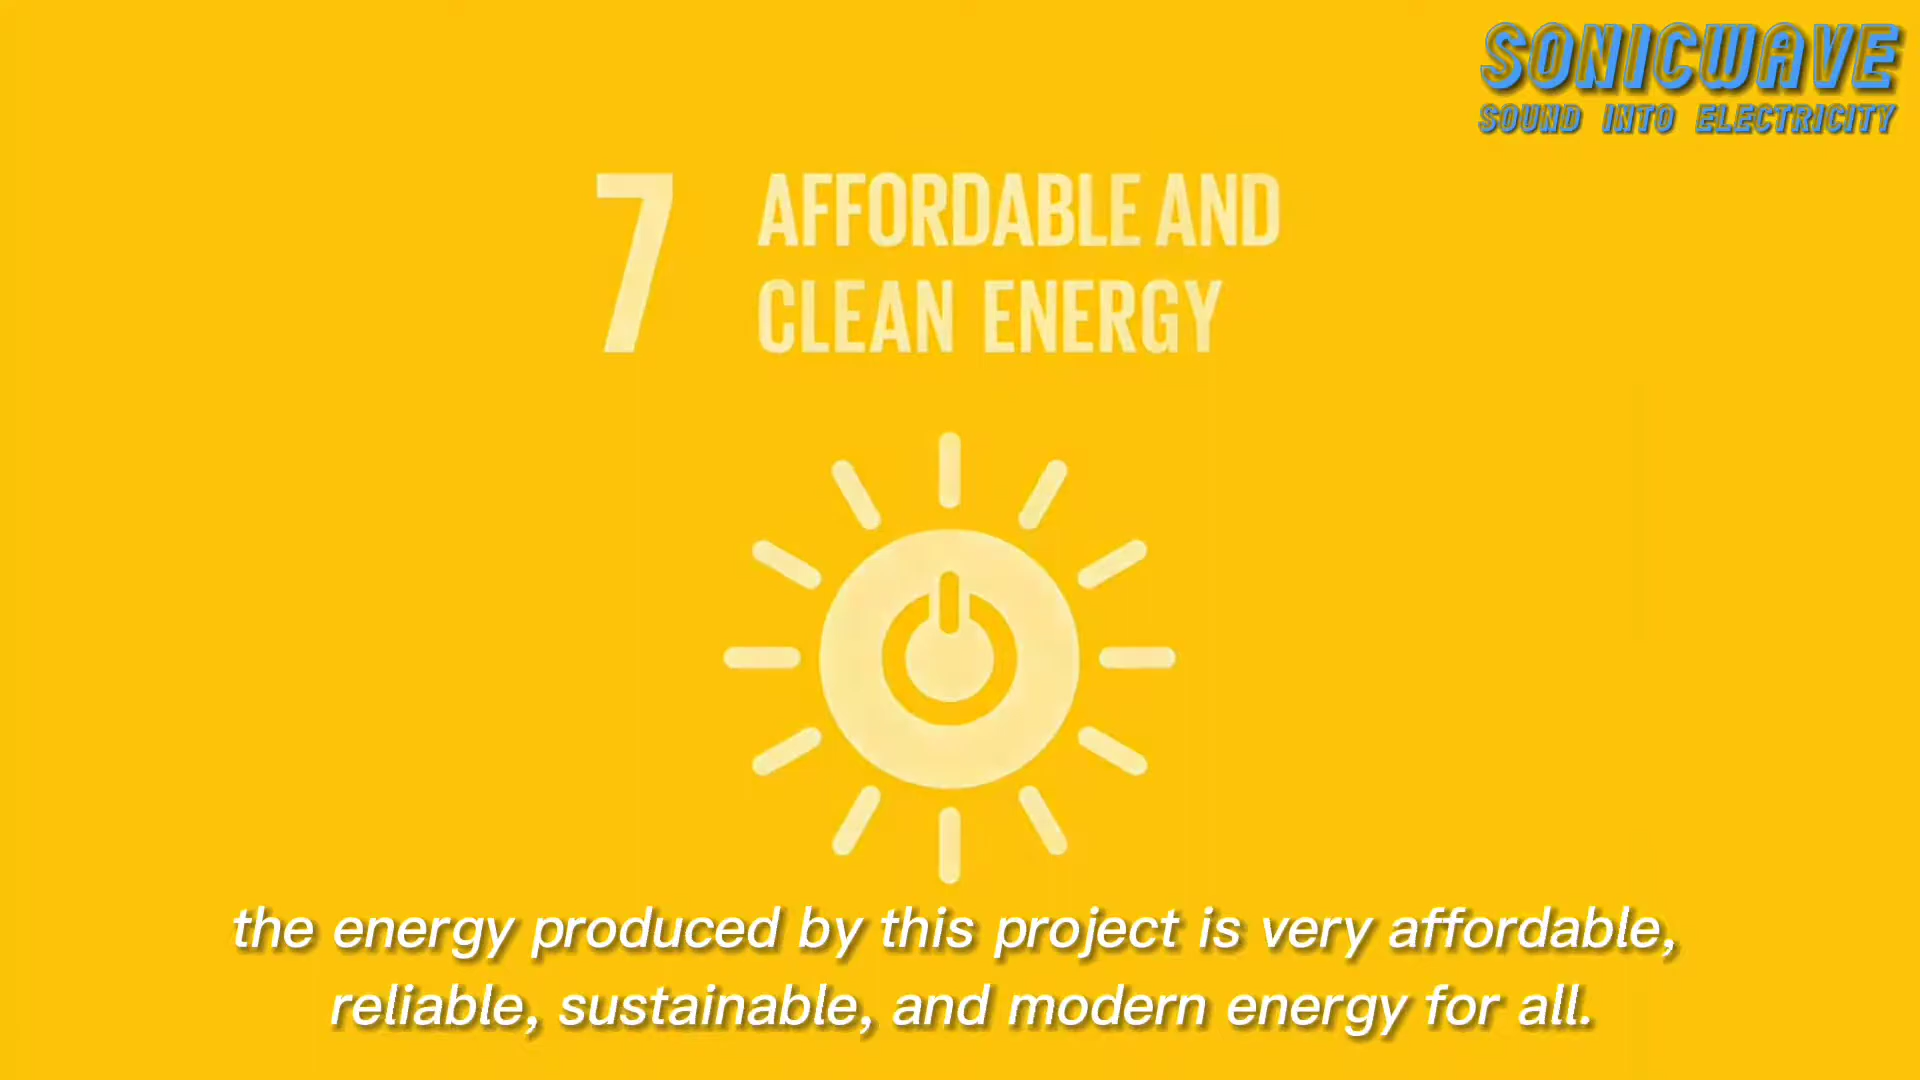 SONICWAVE
SOUND INTO ELECTRICITY
7
AFFORDABLE AND
CLEAN ENERGY
the energy produced by this project is very affordable,
reliable, sustainable, and modern energy for all.